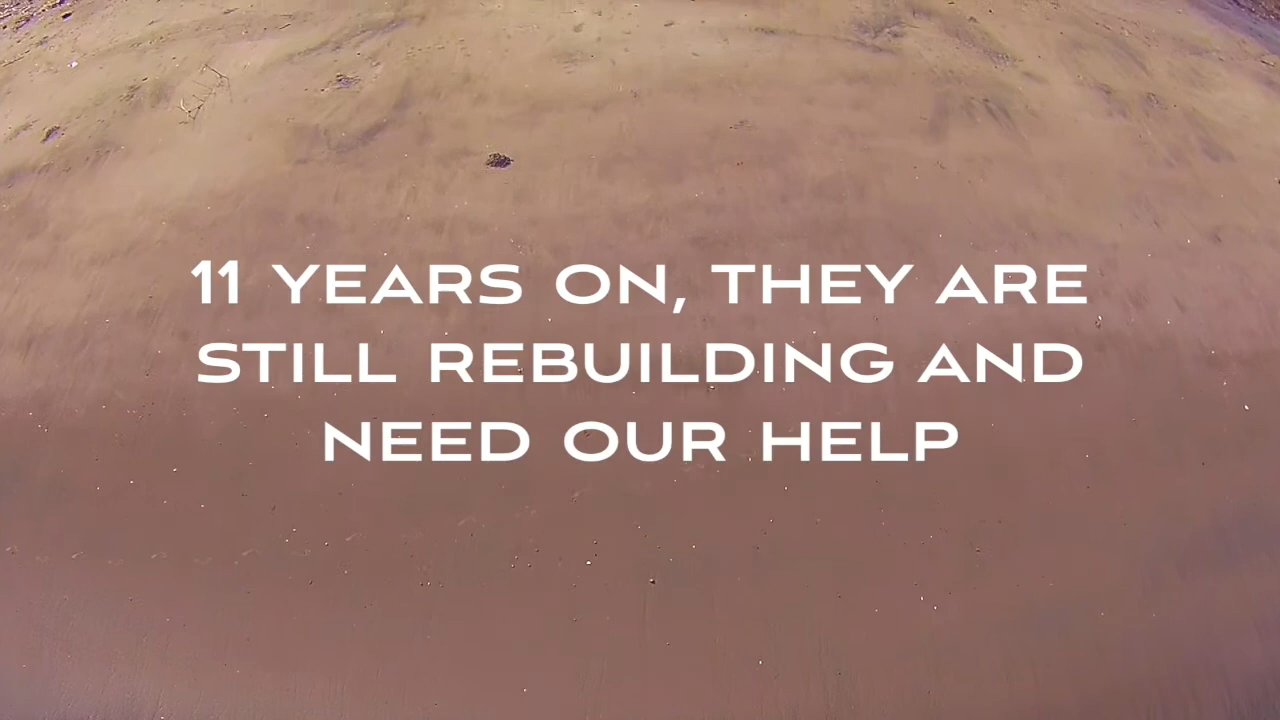 11 YEARS ON, THEY ARE
STILL REBUILDING AND
NEED OUR HELP